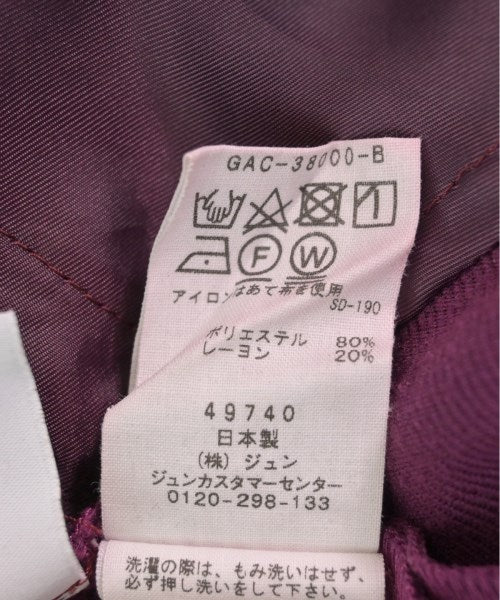 GAC-38000-B
F W
アイロンはあて布を使用
SD-190
ポリエステル 80%
レーヨン 20%
49740
日本製
(株)ジュン
ジュンカスタマーセンター
0120-298-133
洗濯の際は、もみ洗いはせず、
必ず押し洗いをして下さい。